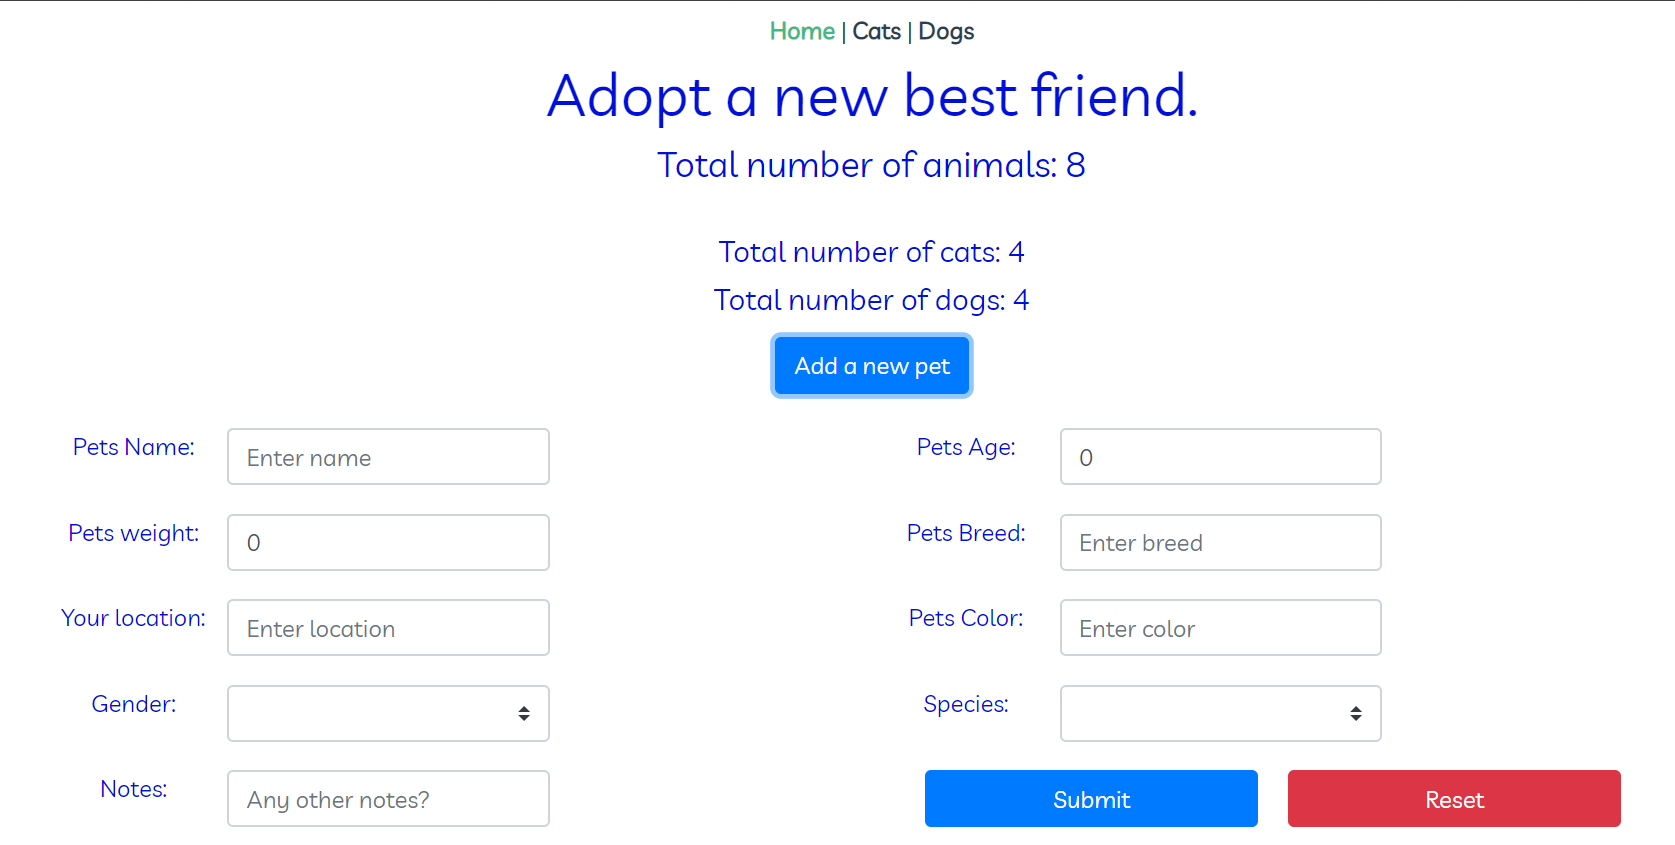 Home | Cats | Dogs
Adopt a new best friend.
Total number of animals: 8
Total number of cats: 4
Total number of dogs: 4
Add a new pet
Pets Name: Enter name Pets Age: 0
Pets weight: 0 Pets Breed: Enter breed
Your location: Enter location Pets Color: Enter color
Gender: Species:
Notes: Any other notes? Submit Reset